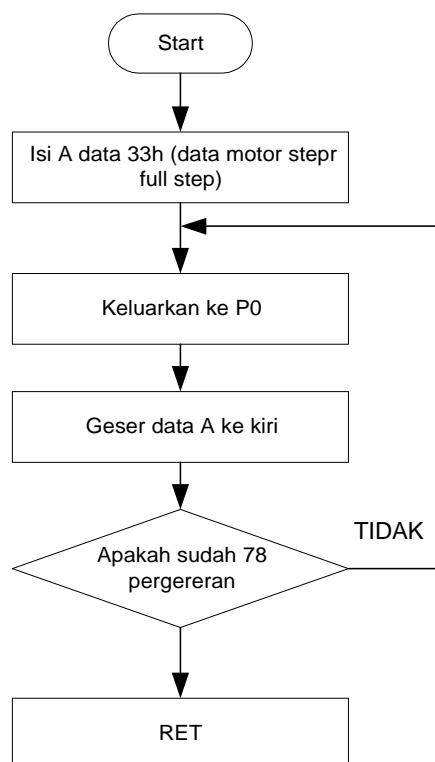 Start
Isi A data 33h (data motor stepr
full step)
Keluarkan ke P0
Geser data A ke kiri
TIDAK
Apakah sudah 78
pergereran
RET